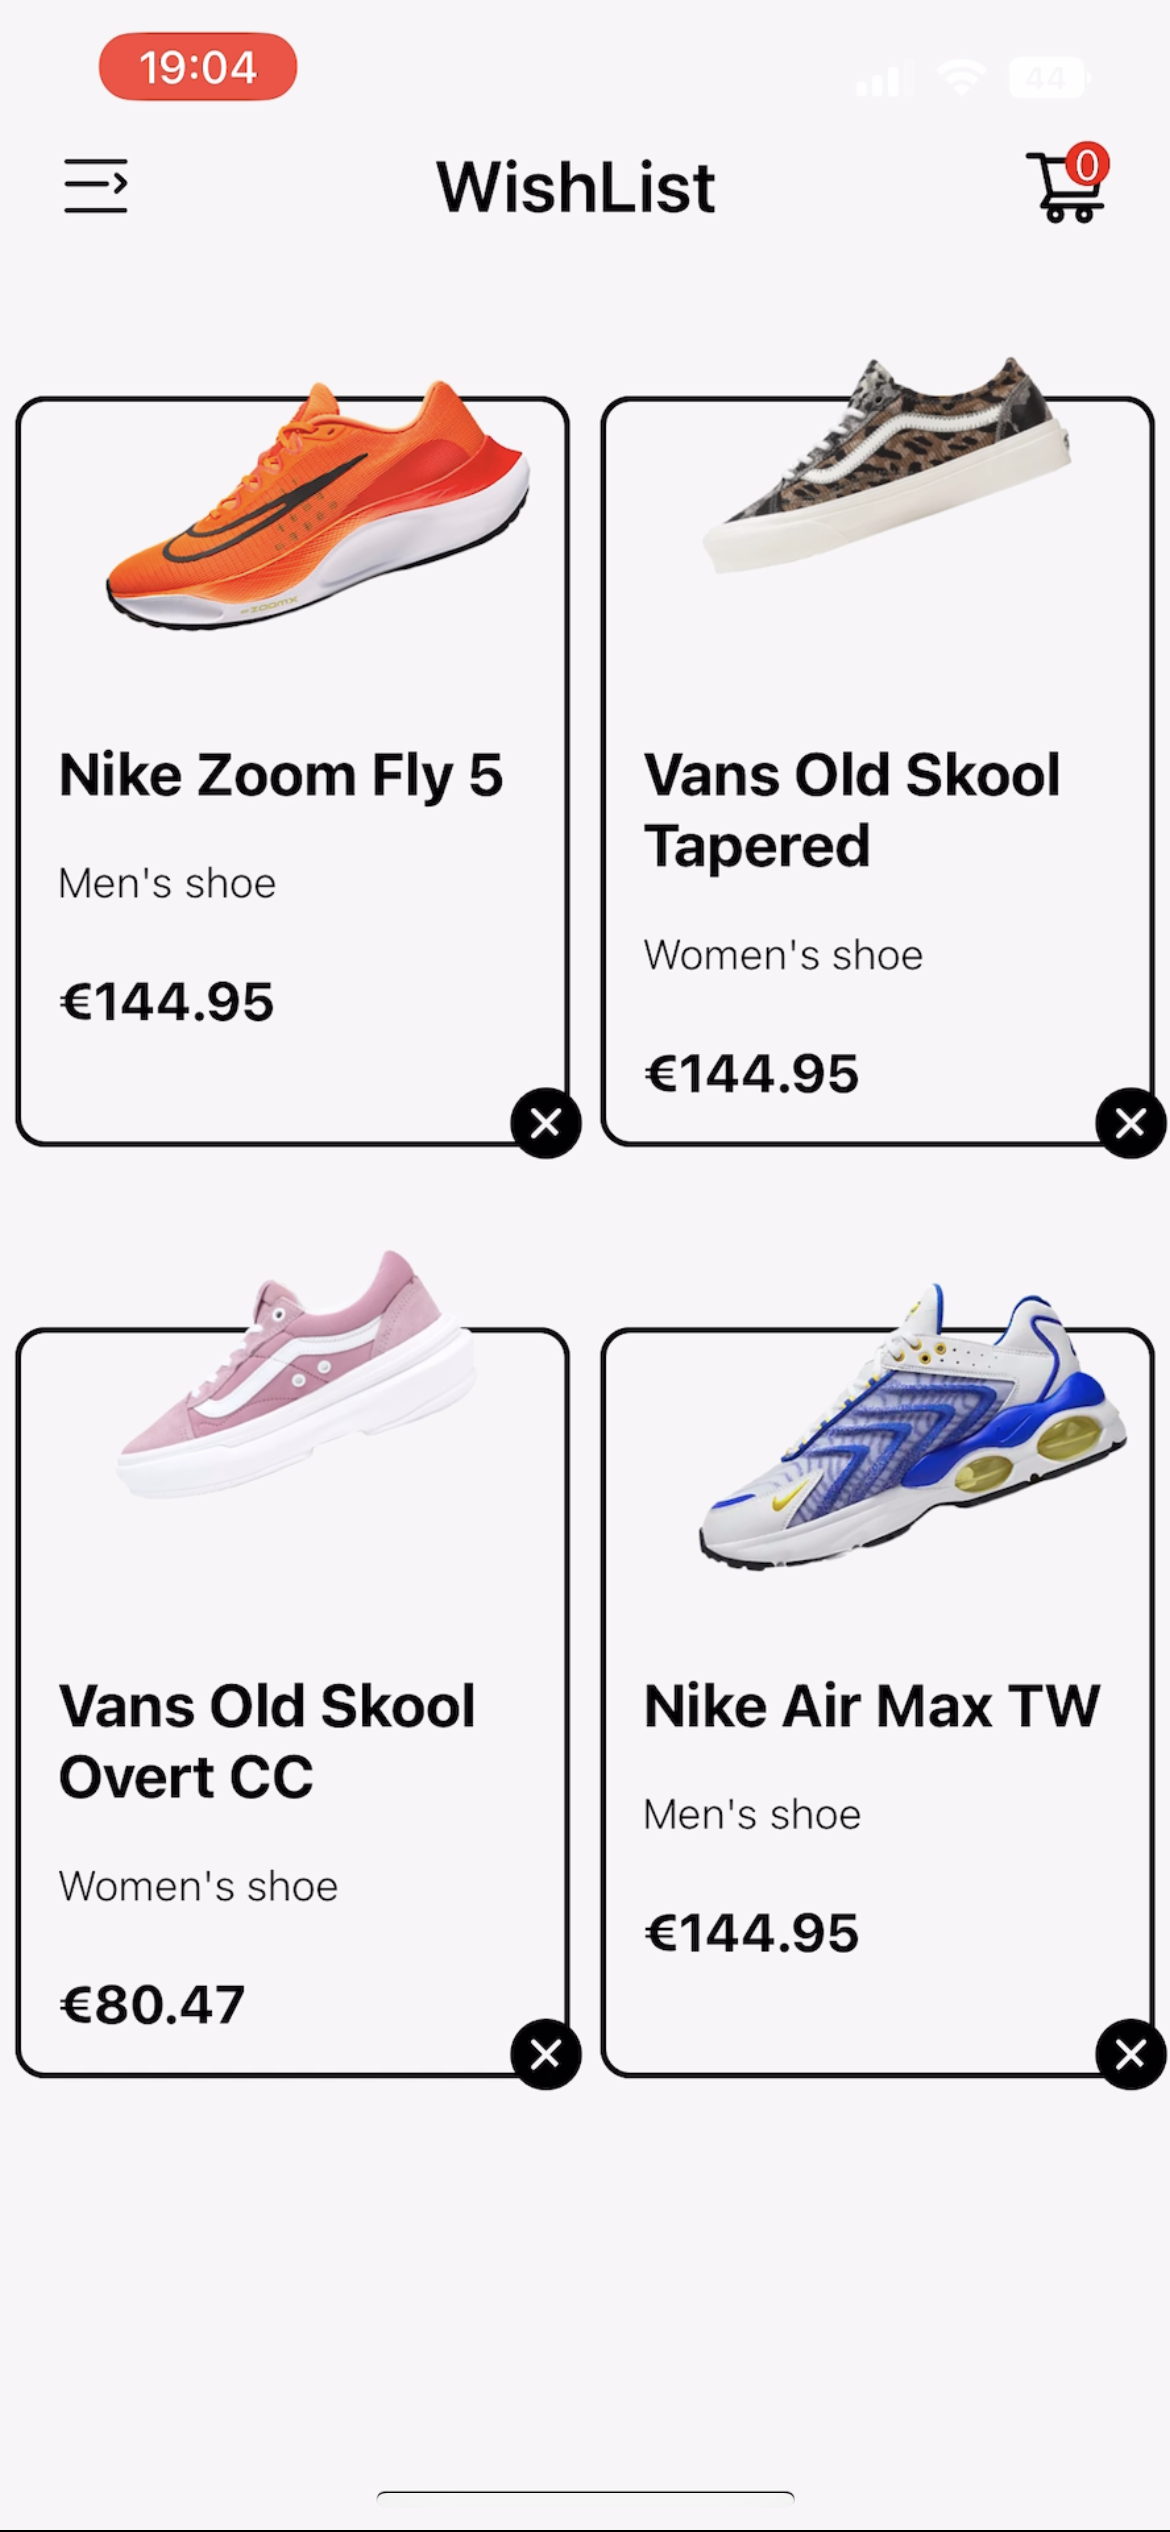 19:04
44
WishList
0
ZOOMX
Nike Zoom Fly 5
Men's shoe
€144.95
Vans Old Skool
Tapered
Women's shoe
€144.95
Vans Old Skool
Overt CC
Women's shoe
€80.47
Nike Air Max TW
Men's shoe
€144.95